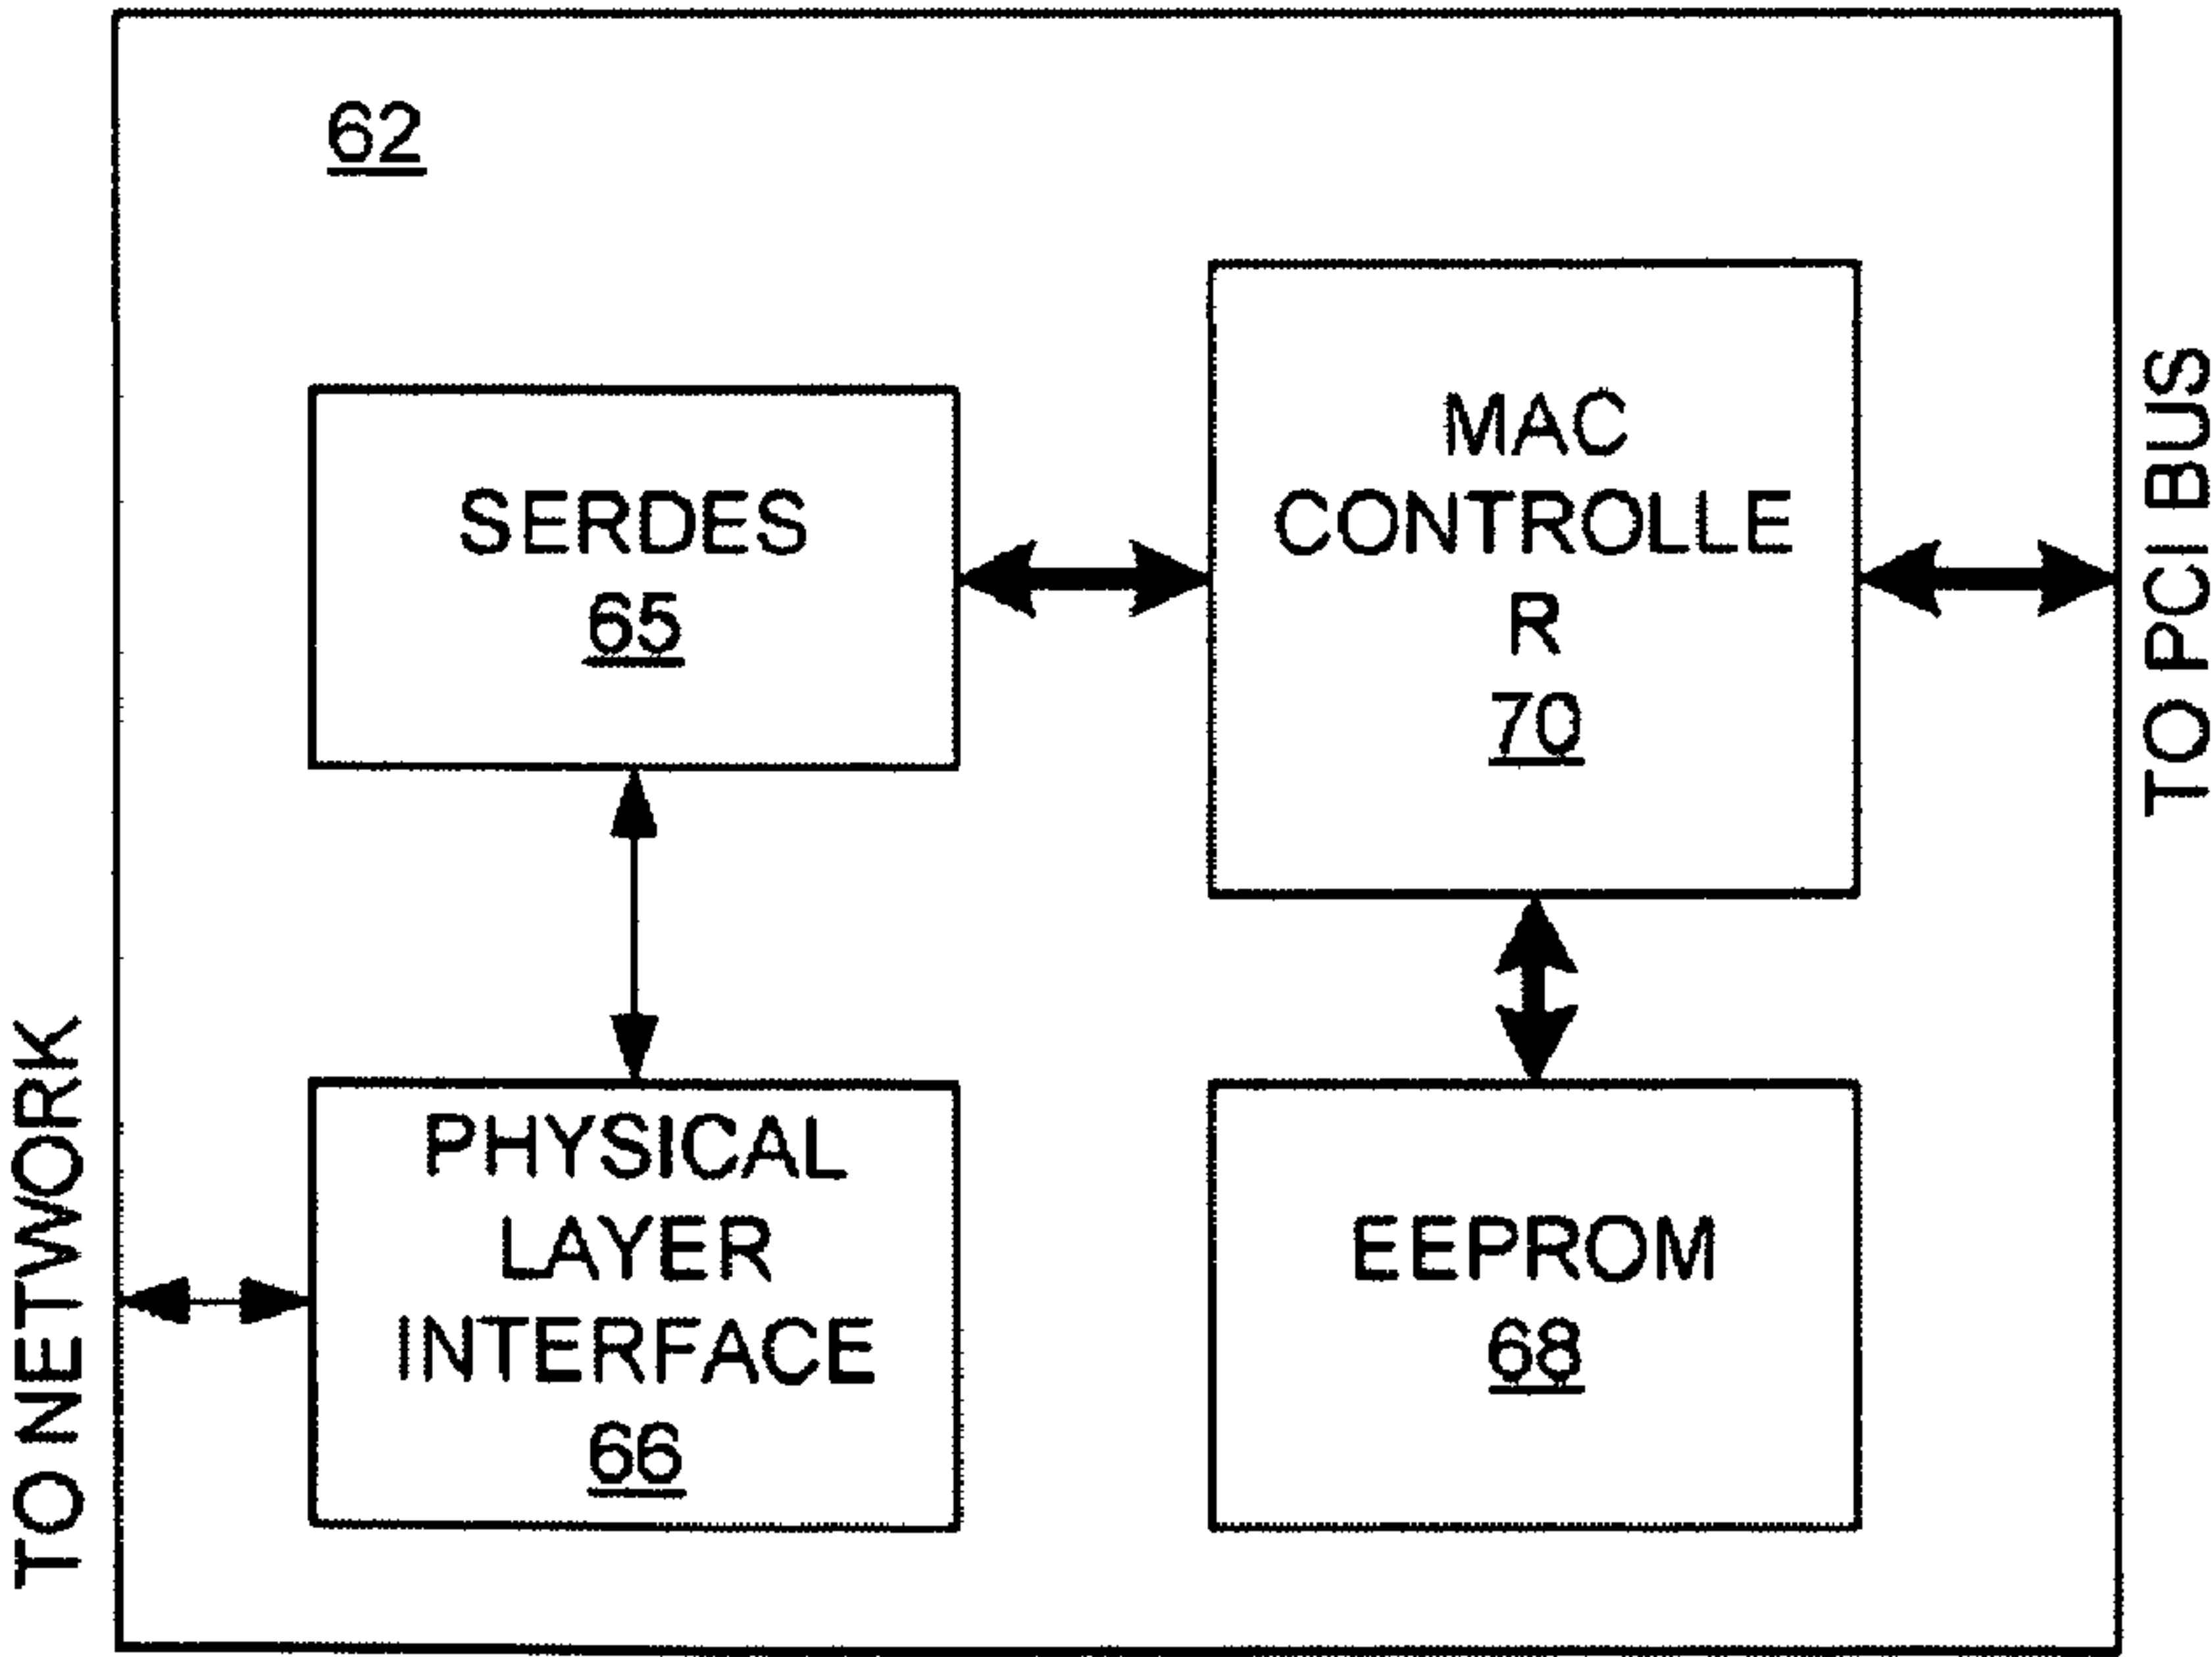 62
SERDES
65
MAC
CONTROLLE
R
70
TO PCI BUS
TO NETWORK
PHYSICAL
LAYER
INTERFACE
66
EEPROM
68